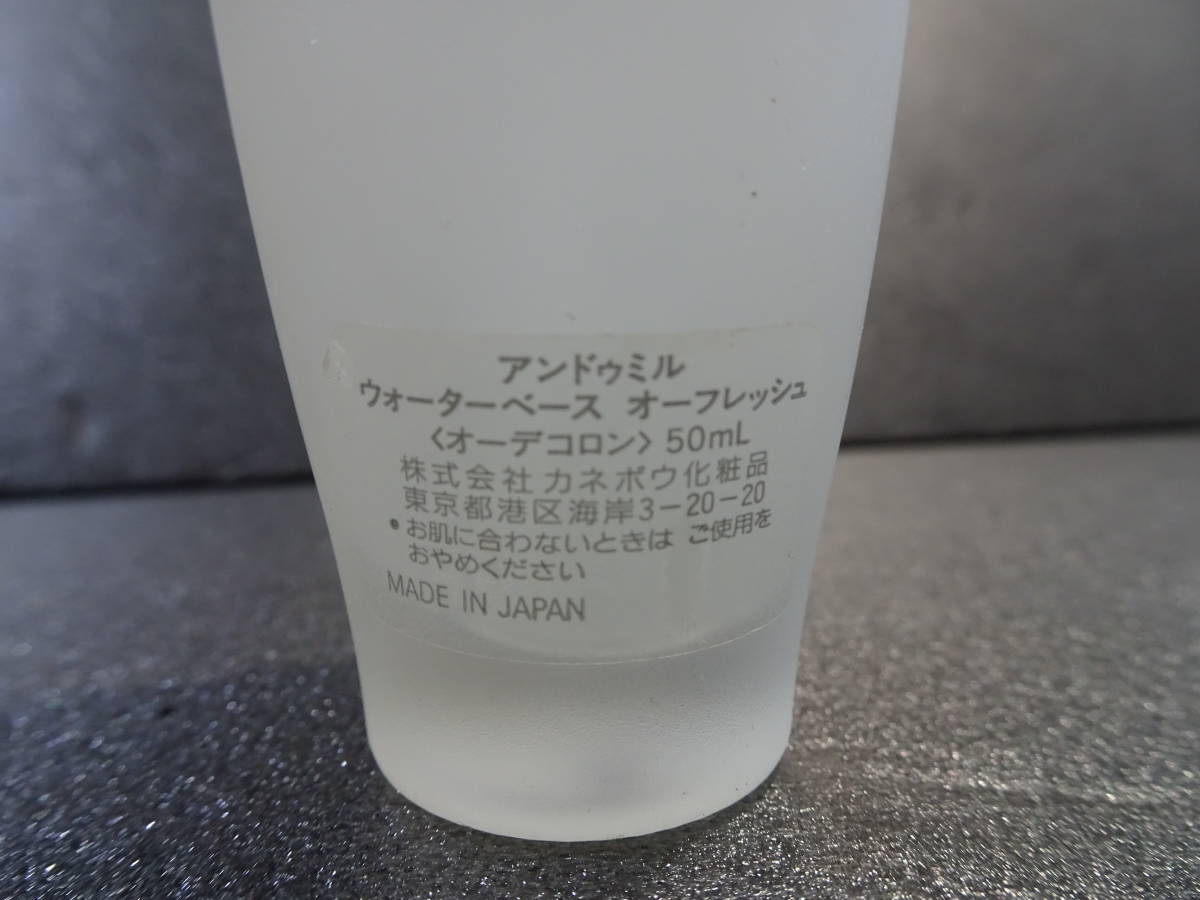 アンドゥミル
ウォーターベース オーフレッシュ
〈オーデコロン〉50mL
株式会社 カネボウ化粧品
東京都港区海岸3-20-20
●お肌に合わないときは ご使用を
おやめください
MADE IN JAPAN